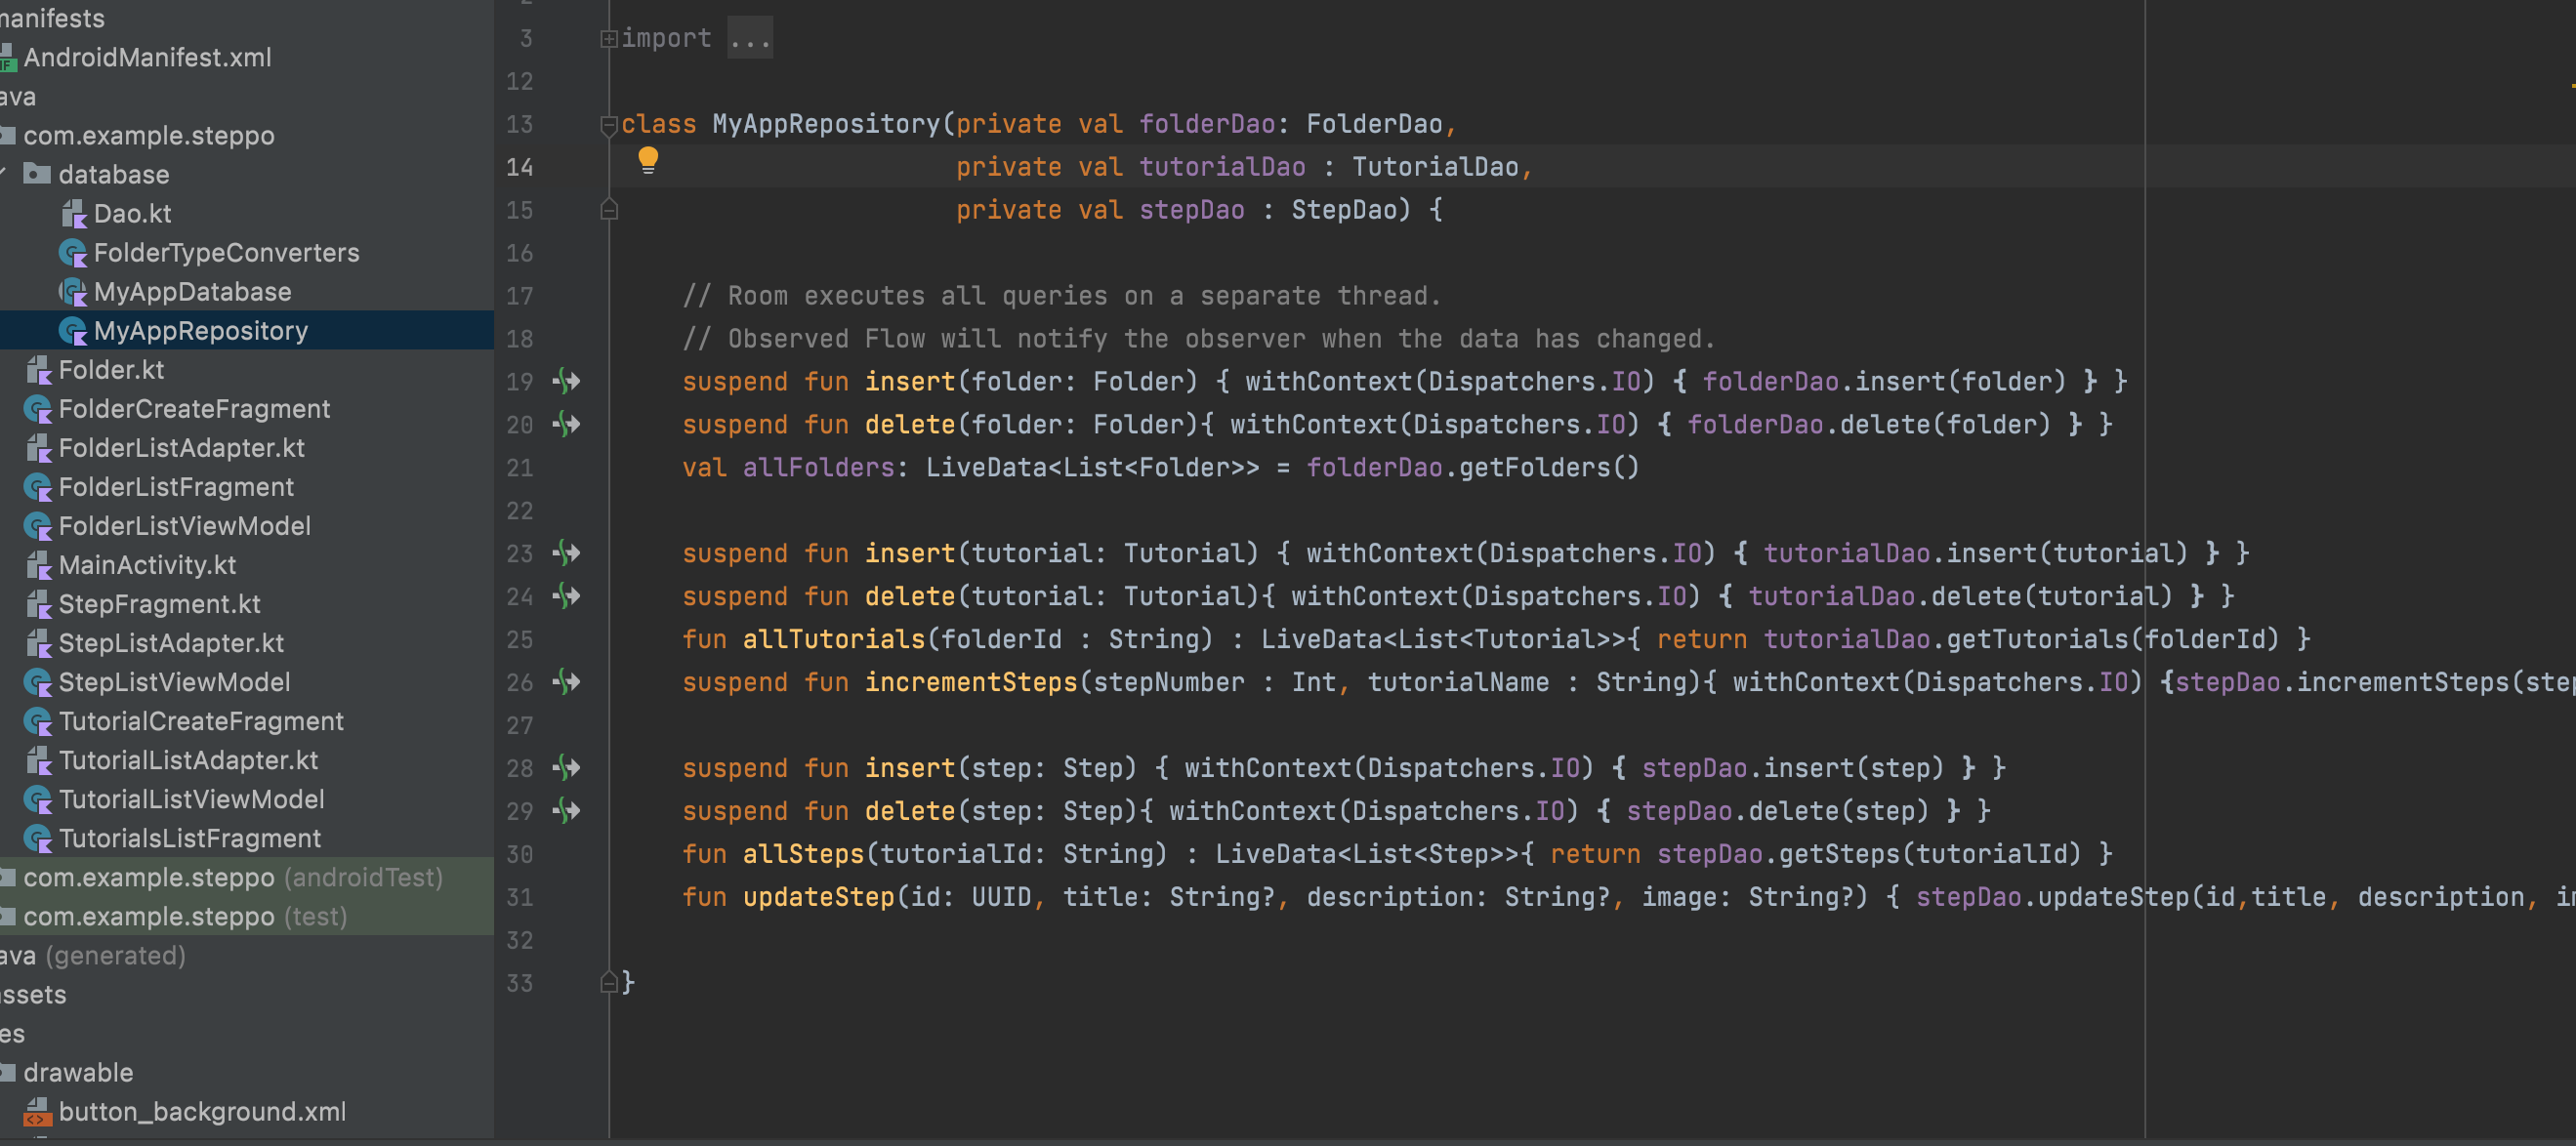 manifests
AndroidManifest.xml
ava
com.example.steppo
database
Dao.kt
FolderTypeConverters
MyAppDatabase
MyAppRepository
Folder.kt
FolderCreateFragment
FolderListAdapter.kt
FolderListFragment
FolderListViewModel
MainActivity.kt
StepFragment.kt
StepListAdapter.kt
StepListViewModel
TutorialCreateFragment
TutorialListAdapter.kt
TutorialListViewModel
TutorialsListFragment
com.example.steppo (androidTest)
com.example.steppo (test)
ava (generated)
assets
es
drawable
button_background.xml
3 import ...
12
13 class MyAppRepository(private val folderDao: FolderDao,
14 private val tutorialDao : TutorialDao,
15 private val stepDao : StepDao) {
16
17 // Room executes all queries on a separate thread.
18 // Observed Flow will notify the observer when the data has changed.
19 suspend fun insert(folder: Folder) { withContext(Dispatchers.IO) { folderDao.insert(folder) } }
20 suspend fun delete(folder: Folder){ withContext(Dispatchers.IO) { folderDao.delete(folder) } }
21 val allFolders: LiveData<List<Folder>> = folderDao.getFolders()
22
23 suspend fun insert(tutorial: Tutorial) { withContext(Dispatchers.IO) { tutorialDao.insert(tutorial) } }
24 suspend fun delete(tutorial: Tutorial){ withContext(Dispatchers.IO) { tutorialDao.delete(tutorial) } }
25 fun allTutorials(folderId : String) : LiveData<List<Tutorial>>{ return tutorialDao.getTutorials(folderId) }
26 suspend fun incrementSteps(stepNumber : Int, tutorialName : String){ withContext(Dispatchers.IO) {stepDao.incrementSteps(step
27
28 suspend fun insert(step: Step) { withContext(Dispatchers.IO) { stepDao.insert(step) } }
29 suspend fun delete(step: Step){ withContext(Dispatchers.IO) { stepDao.delete(step) } }
30 fun allSteps(tutorialId: String) : LiveData<List<Step>>{ return stepDao.getSteps(tutorialId) }
31 fun updateStep(id: UUID, title: String?, description: String?, image: String?) { stepDao.updateStep(id,title, description,
32
33 }